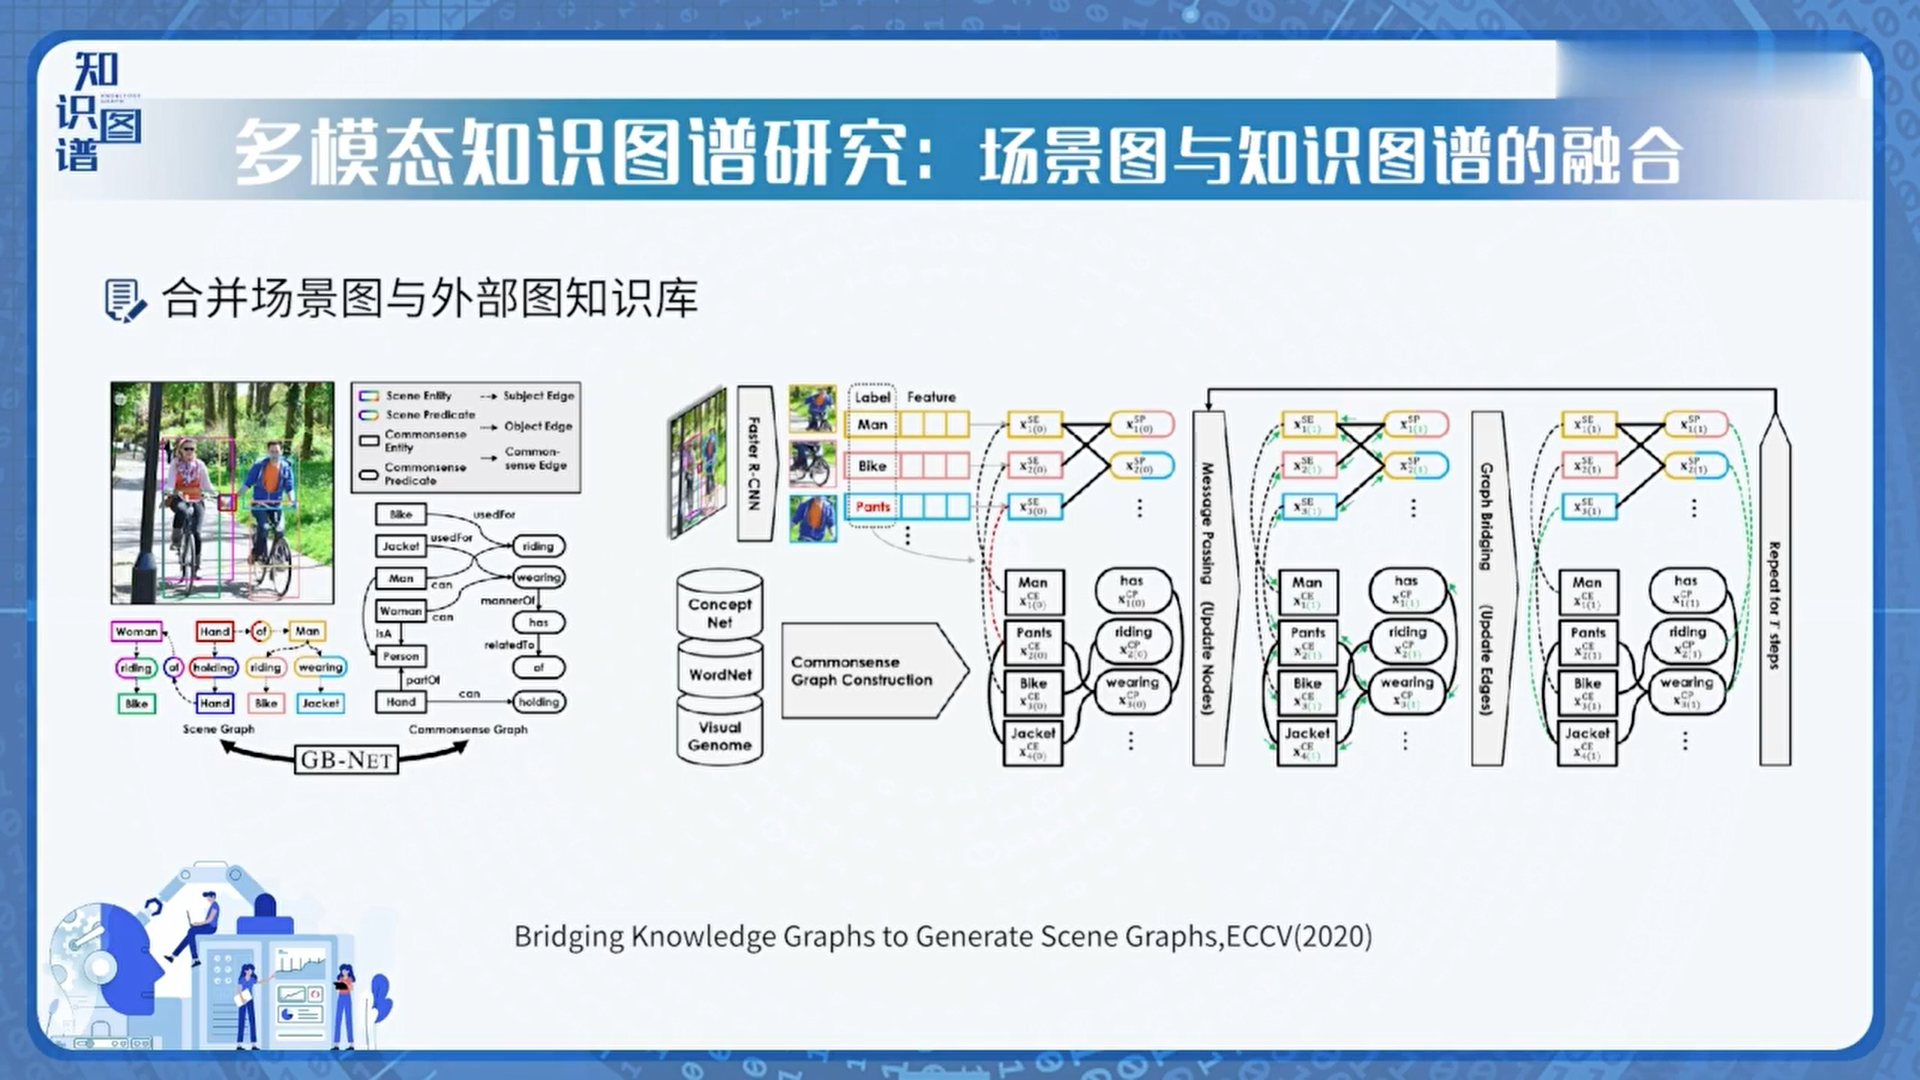 知
识图
谱
KNOWLEDGE
GRAPH
多模态知识图谱研究：场景图与知识图谱的融合
合并场景图与外部图知识库
Scene Entity
Scene Predicate
Commonsense
Entity
Commonsense
Predicate
Subject Edge
Object Edge
Common-
sense Edge
Bike
Jacket
Man
Woman
Person
Hand
usedFor
usedFor
can
can
mannerOf
isA
relatedTo
partOf
can
riding
wearing
has
of
holding
Woman
Hand
of
Man
riding
of
holding
riding
wearing
Bike
Hand
Bike
Jacket
Scene Graph
Commonsense Graph
GB-NET
Faster R-CNN
Label Feature
Man
Bike
Pants
Concept
Net
WordNet
Visual
Genome
Commonsense
Graph Construction
x SE 1(0)
x SP 1(0)
x SE 2(0)
x SP 2(0)
x SE 3(0)
Man x CE 1(0)
has x CP 1(0)
Pants x CE 2(0)
riding x CP 2(0)
Bike x CE 3(0)
wearing x CP 3(0)
Jacket x CE 4(0)
Message Passing (Update Nodes)
x SE 1(1)
x SP 1(1)
x SE 2(1)
x SP 2(1)
x SE 3(1)
Man x CE 1(1)
has x CP 1(1)
Pants x CE 2(1)
riding x CP 2(1)
Bike x CE 3(1)
wearing x CP 3(1)
Jacket x CE 4(1)
Graph Bridging (Update Edges)
x SE 1(1)
x SP 1(1)
x SE 2(1)
x SP 2(1)
x SE 3(1)
Man x CE 1(1)
has x CP 1(1)
Pants x CE 2(1)
riding x CP 2(1)
Bike x CE 3(1)
wearing x CP 3(1)
Jacket x CE 4(1)
Repeat for T steps
Bridging Knowledge Graphs to Generate Scene Graphs,ECCV(2020)